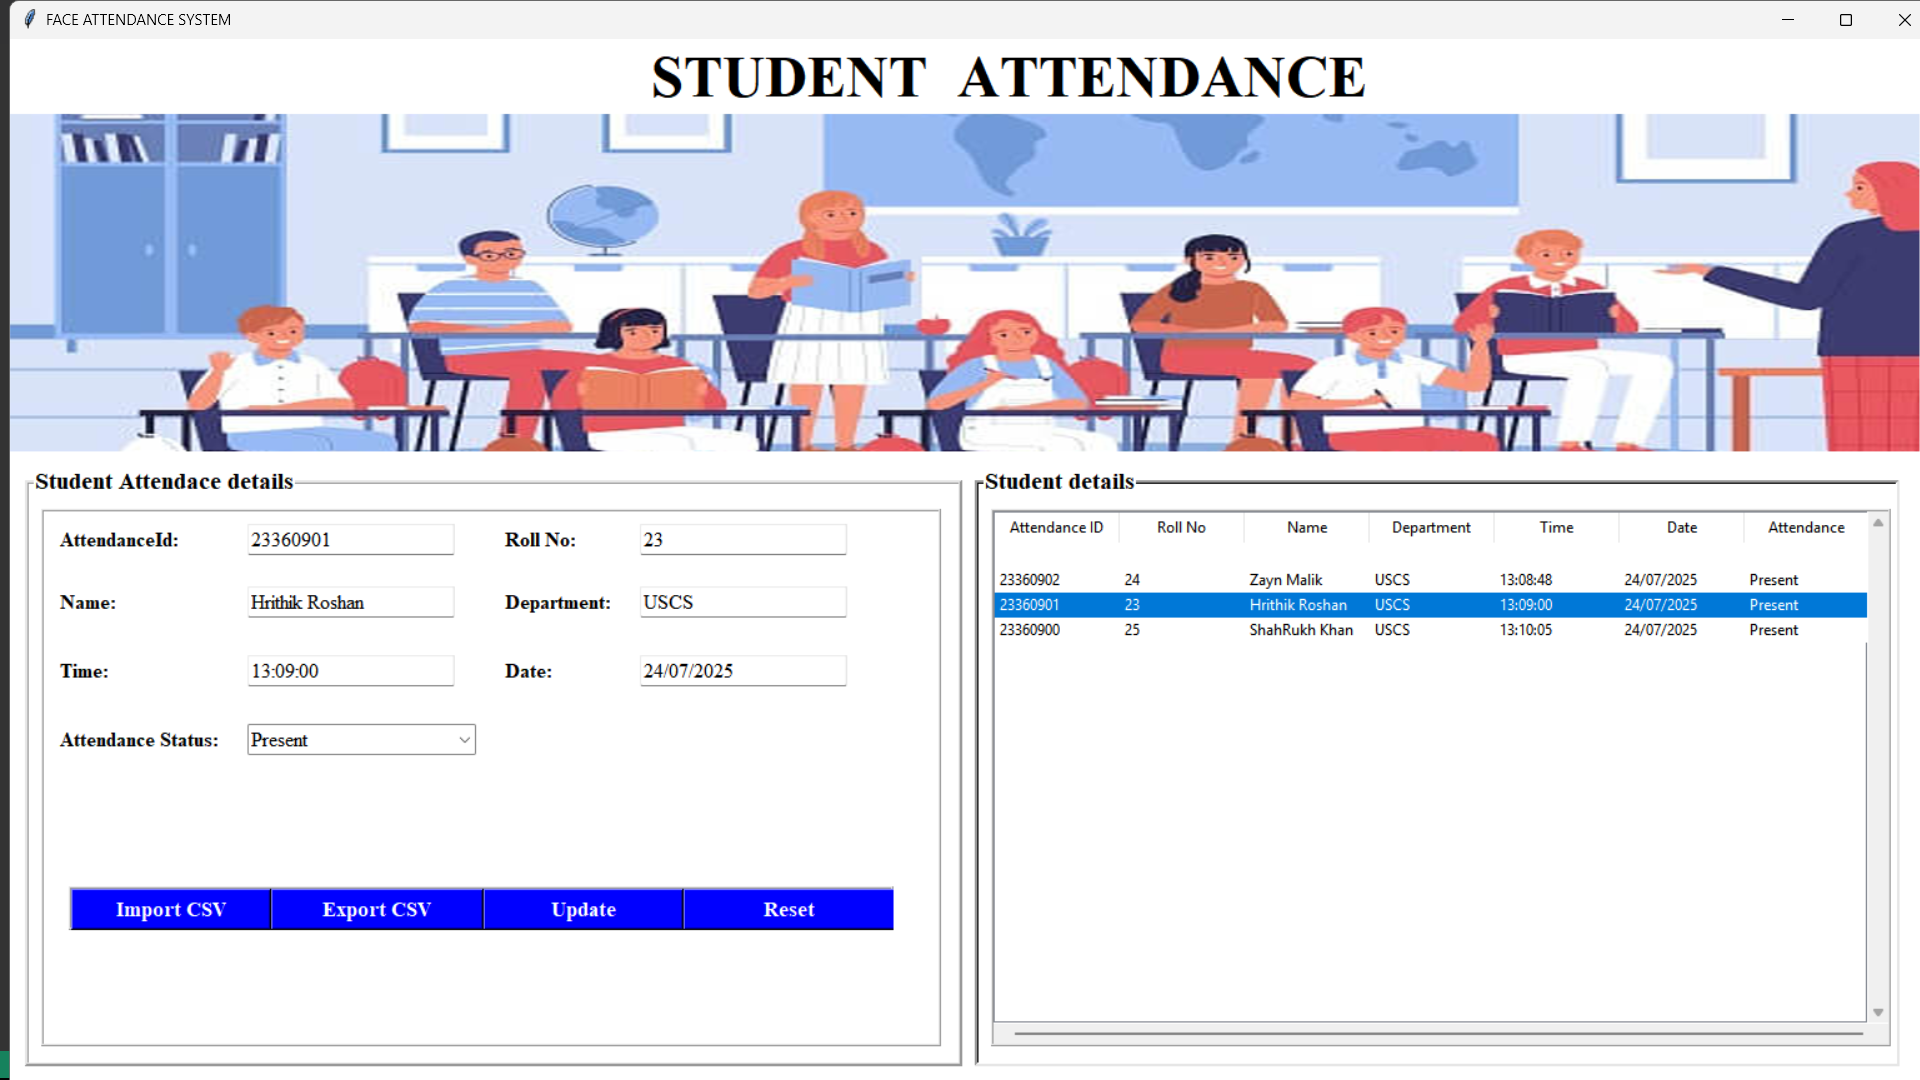 FACE ATTENDANCE SYSTEM
STUDENT ATTENDANCE
Student Attendace details
AttendanceId: 23360901 Roll No: 23
Name: Hrithik Roshan Department: USCS
Time: 13:09:00 Date: 24/07/2025
Attendance Status: Present
Import CSV Export CSV Update Reset
Student details
Attendance ID Roll No Name Department Time Date Attendance
23360902 24 Zayn Malik USCS 13:08:48 24/07/2025 Present
23360901 23 Hrithik Roshan USCS 13:09:00 24/07/2025 Present
23360900 25 ShahRukh Khan USCS 13:10:05 24/07/2025 Present